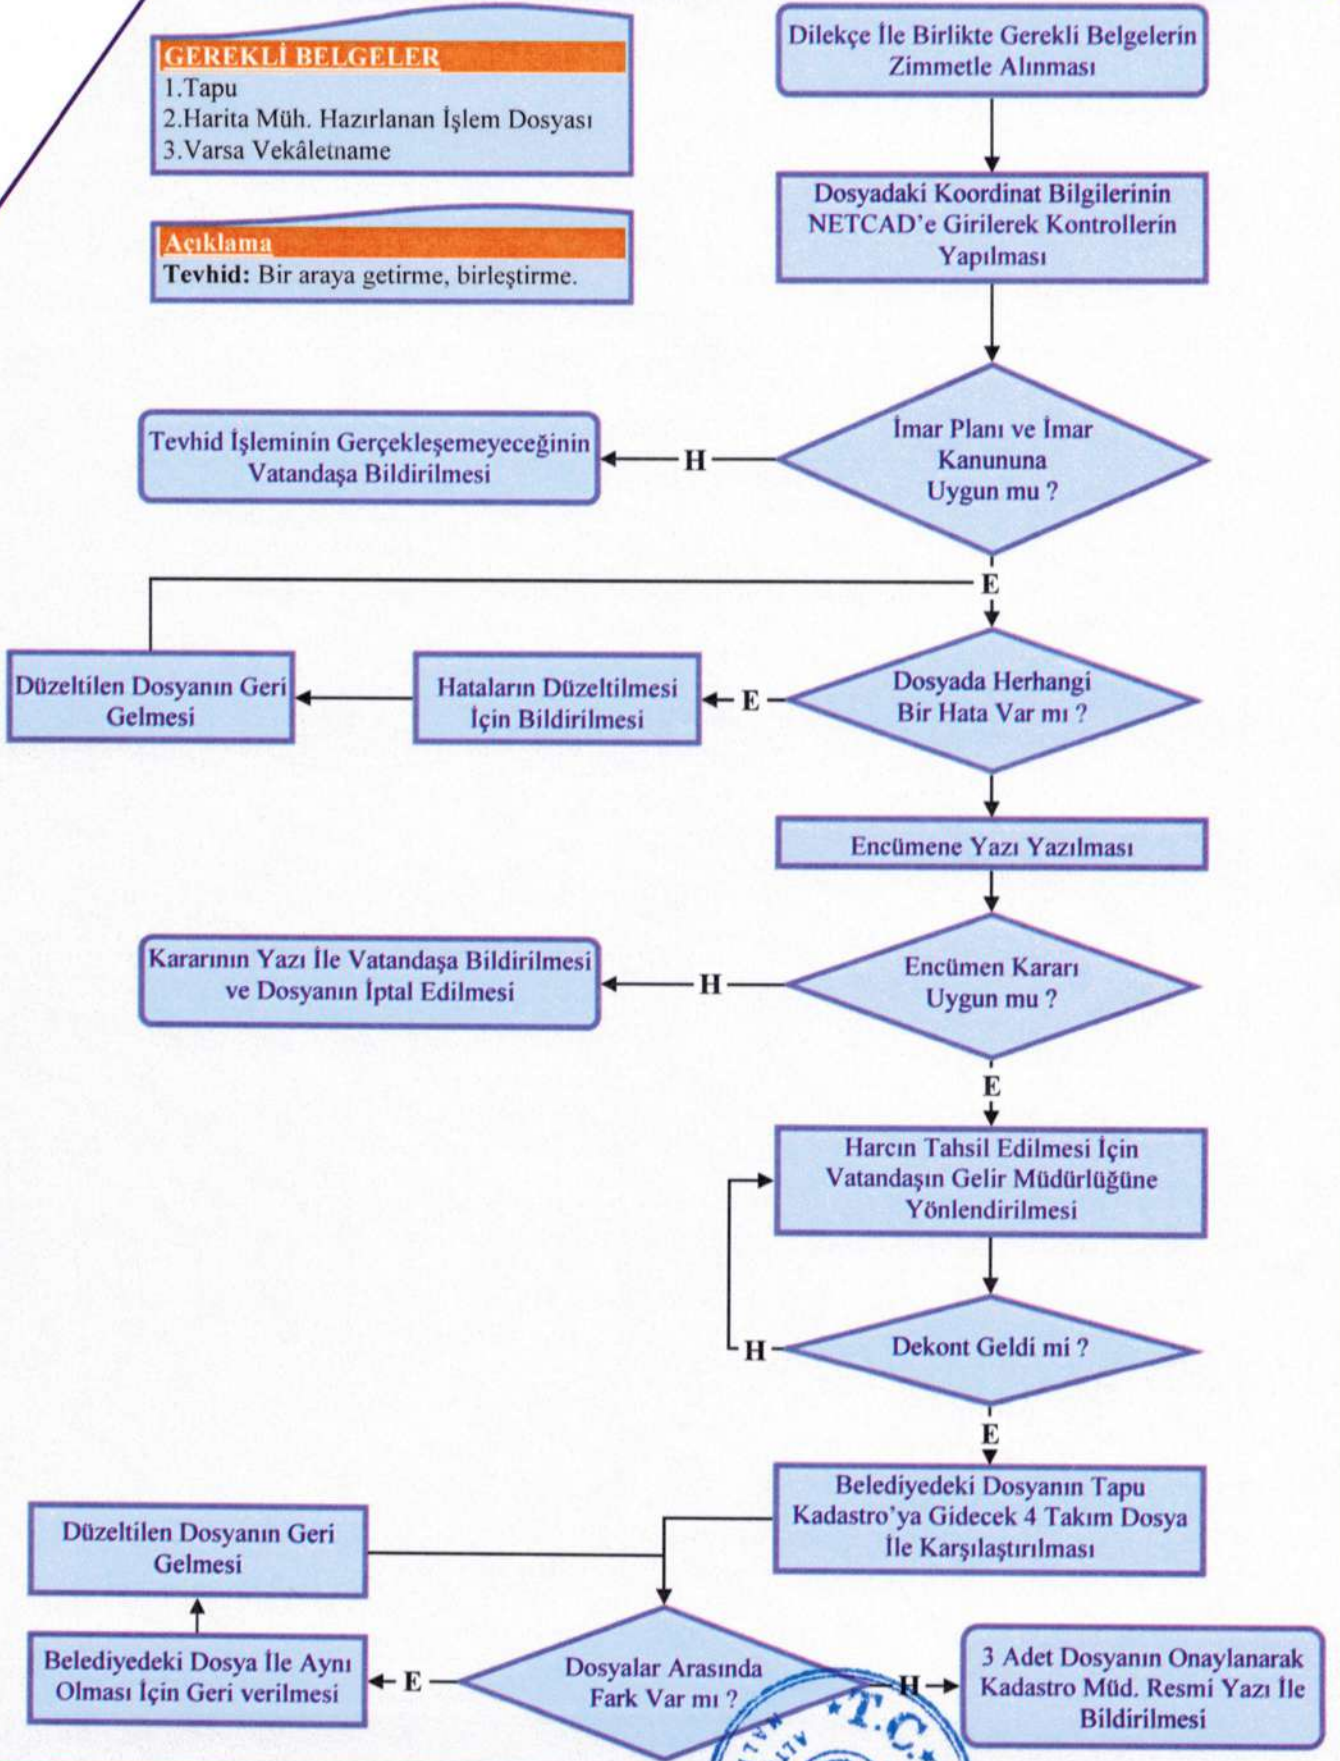 GEREKLİ BELGELER
1.Tapu
2.Harita Müh. Hazırlanan İşlem Dosyası
3.Varsa Vekâletname
Açıklama
Tevhid: Bir araya getirme, birleştirme.
Dilekçe İle Birlikte Gerekli Belgelerin
Zimmetle Alınması
Dosyadaki Koordinat Bilgilerinin
NETCAD'e Girilerek Kontrollerin
Yapılması
İmar Planı ve İmar
Kanununa
Uygun mu ?
H
Tevhid İşleminin Gerçekleşemeyeceğinin
Vatandaşa Bildirilmesi
E
Dosyada Herhangi
Bir Hata Var mı ?
E
Hataların Düzeltilmesi
İçin Bildirilmesi
Düzeltilen Dosyanın Geri
Gelmesi
Encümene Yazı Yazılması
Encümen Kararı
Uygun mu ?
H
Kararının Yazı İle Vatandaşa Bildirilmesi
ve Dosyanın İptal Edilmesi
E
Harcın Tahsil Edilmesi İçin
Vatandaşın Gelir Müdürlüğüne
Yönlendirilmesi
Dekont Geldi mi ?
H
E
Belediyedeki Dosyanın Tapu
Kadastro'ya Gidecek 4 Takım Dosya
İle Karşılaştırılması
Düzeltilen Dosyanın Geri
Gelmesi
Belediyedeki Dosya İle Aynı
Olması İçin Geri verilmesi
E
Dosyalar Arasında
Fark Var mı ?
H
3 Adet Dosyanın Onaylanarak
Kadastro Müd. Resmi Yazı İle
Bildirilmesi
T.C.